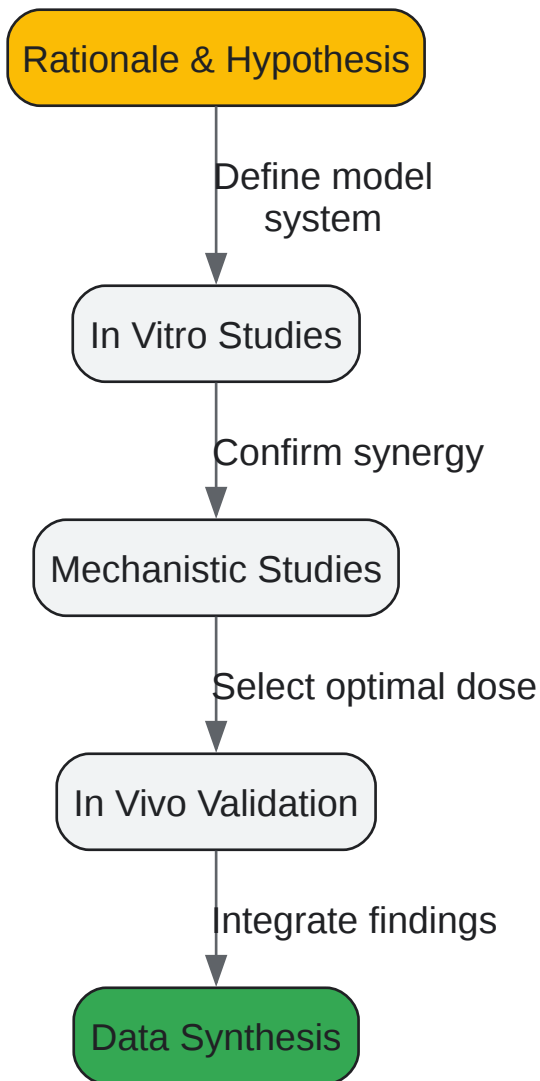 Rationale & Hypothesis
Define model
system
In Vitro Studies
Confirm synergy
Mechanistic Studies
Select optimal dose
In Vivo Validation
Integrate findings
Data Synthesis